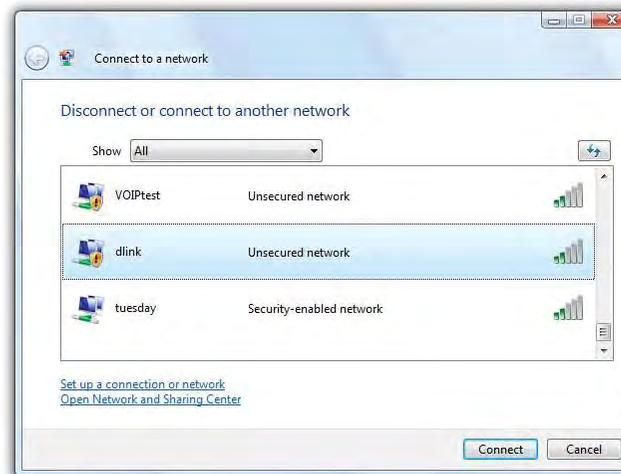 Connect to a network
Disconnect or connect to another network
Show All
VOIPtest Unsecured network
dlink Unsecured network
tuesday Security-enabled network
Set up a connection or network
Open Network and Sharing Center
Connect Cancel